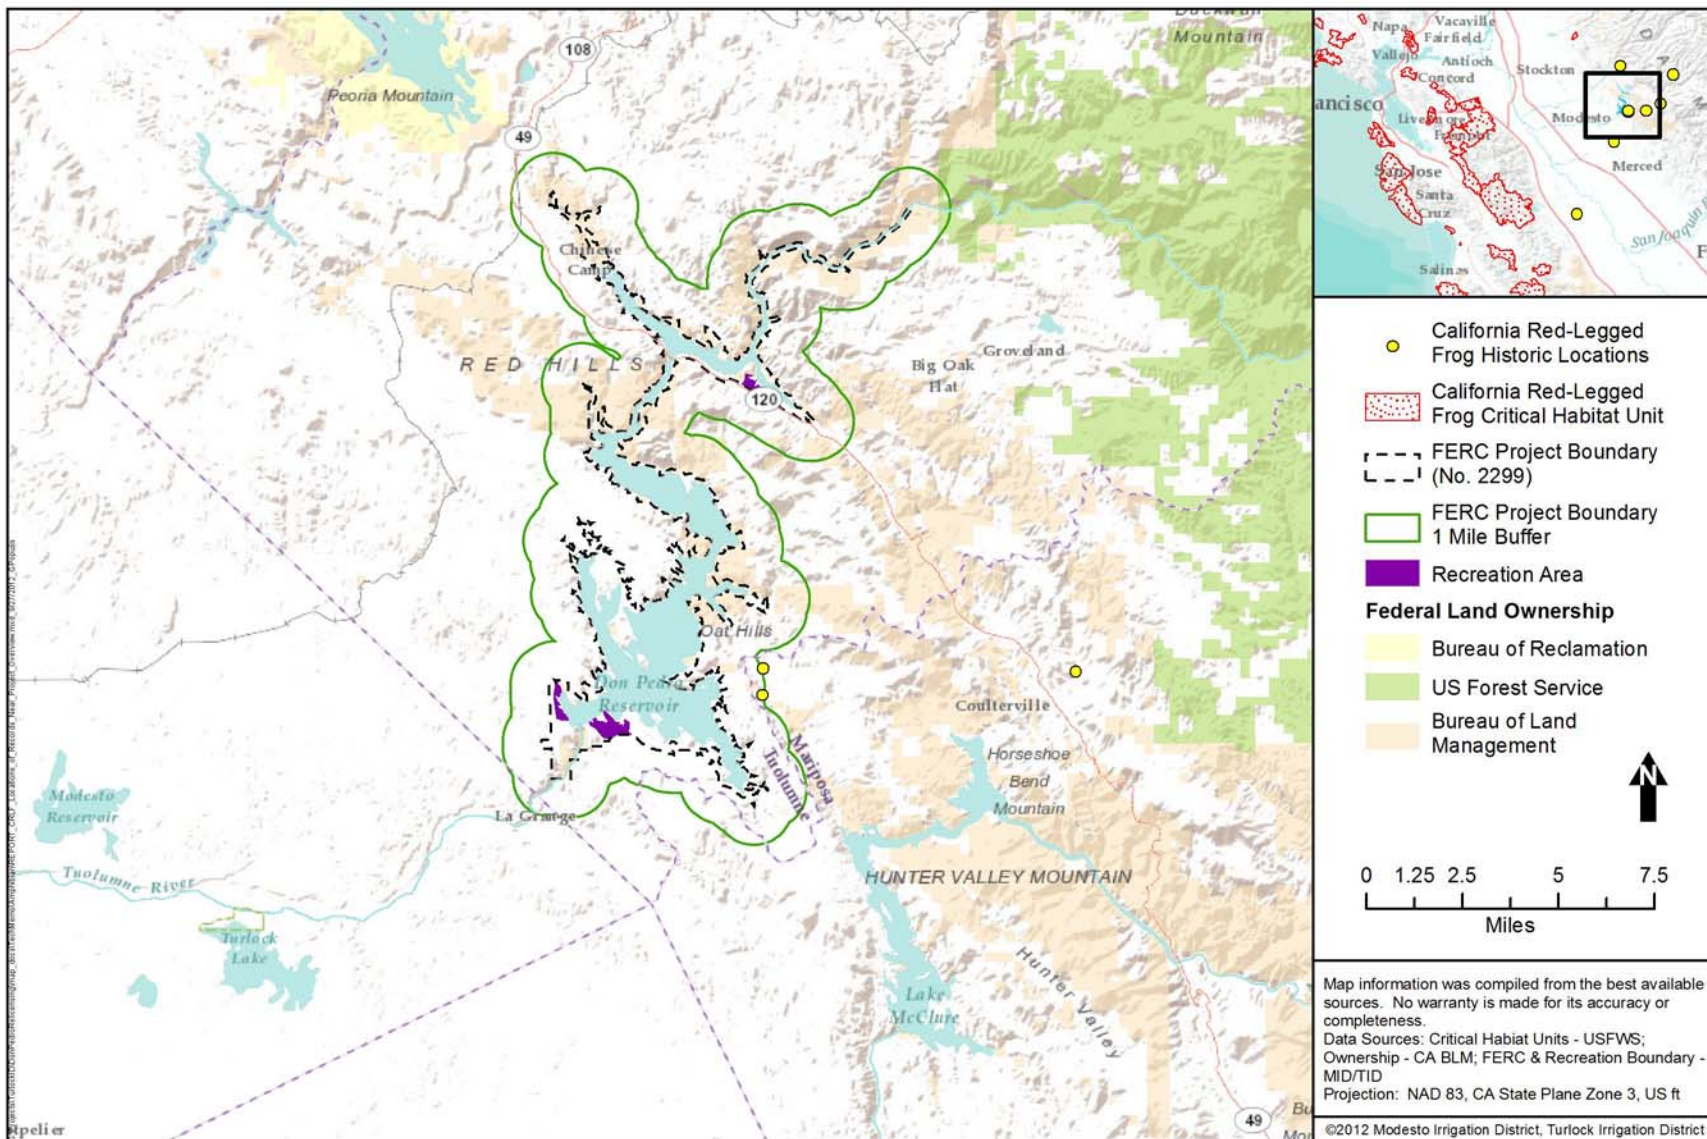 Mountain
108
Peoria Mountain
49
Chinese
Camp
RED HILLS
Groveland
Big Oak
Flat
120
Oat Hills
Don Pedro
Reservoir
Coulterville
Mariposa
Tuolumne
Horseshoe
Bend
Mountain
Modesto
Reservoir
La Grange
Tuolumne River
HUNTER VALLEY MOUNTAIN
Turlock
Lake
Hunter Valley
Lake
McClure
49
Napa
Vacaville
Fairfield
Vallejo
Antioch
Concord
Stockton
ancisco
Livermore
Fremont
Modesto
San Jose
Merced
Santa
Cruz
San Joaquin
Salinas
California Red-Legged
Frog Historic Locations
California Red-Legged
Frog Critical Habitat Unit
FERC Project Boundary
(No. 2299)
FERC Project Boundary
1 Mile Buffer
Recreation Area
Federal Land Ownership
Bureau of Reclamation
US Forest Service
Bureau of Land
Management
N
0 1.25 2.5 5 7.5
Miles
Map information was compiled from the best available
sources. No warranty is made for its accuracy or
completeness.
Data Sources: Critical Habiat Units - USFWS;
Ownership - CA BLM; FERC & Recreation Boundary -
MID/TID
Projection: NAD 83, CA State Plane Zone 3, US ft
©2012 Modesto Irrigation District, Turlock Irrigation District